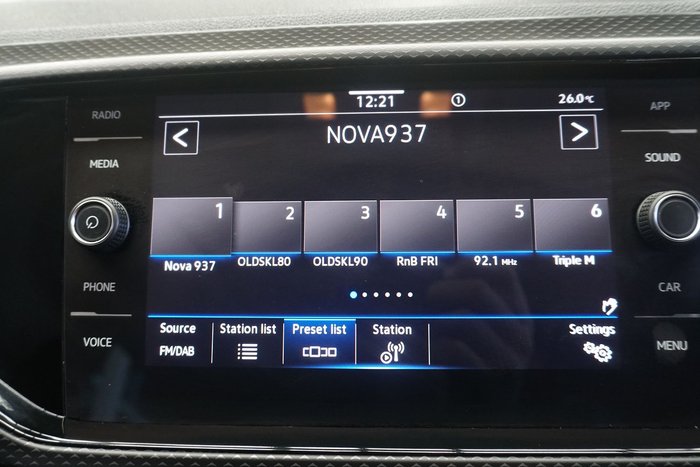 RADIO
12:21
1
26.0°C
APP
MEDIA
<
NOVA937
>
SOUND
1
2
3
4
5
6
Nova 937
OLDSKL80
OLDSKL90
RnB FRI
92.1 MHz
Triple M
PHONE
CAR
VOICE
Source
Station list
Preset list
Station
Settings
FM/DAB
MENU